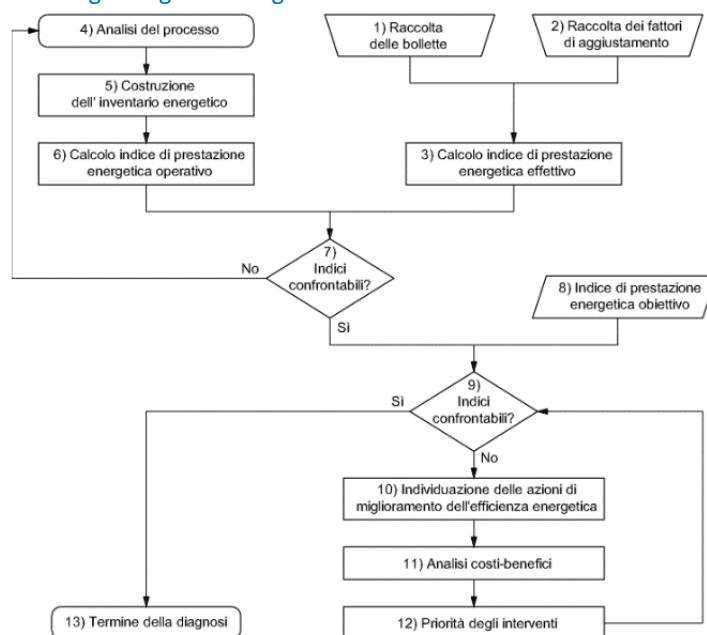 4) Analisi del processo
1) Raccolta
delle bollette
2) Raccolta dei fattori
di aggiustamento
5) Costruzione
dell' inventario energetico
6) Calcolo indice di prestazione
energetica operativo
3) Calcolo indice di prestazione
energetica effettivo
7)
Indici
confrontabili?
No
Sì
8) Indice di prestazione
energetica obiettivo
9)
Indici
confrontabili?
Sì
No
10) Individuazione delle azioni di
miglioramento dell'efficienza energetica
11) Analisi costi-benefici
12) Priorità degli interventi
13) Termine della diagnosi